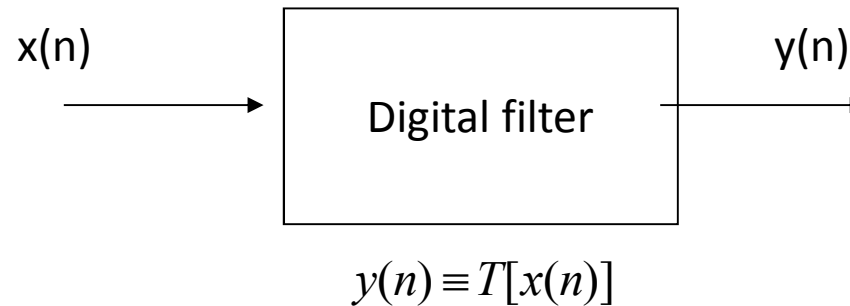 x(n)
y(n)
Digital filter
y(n) ≡ T[x(n)]